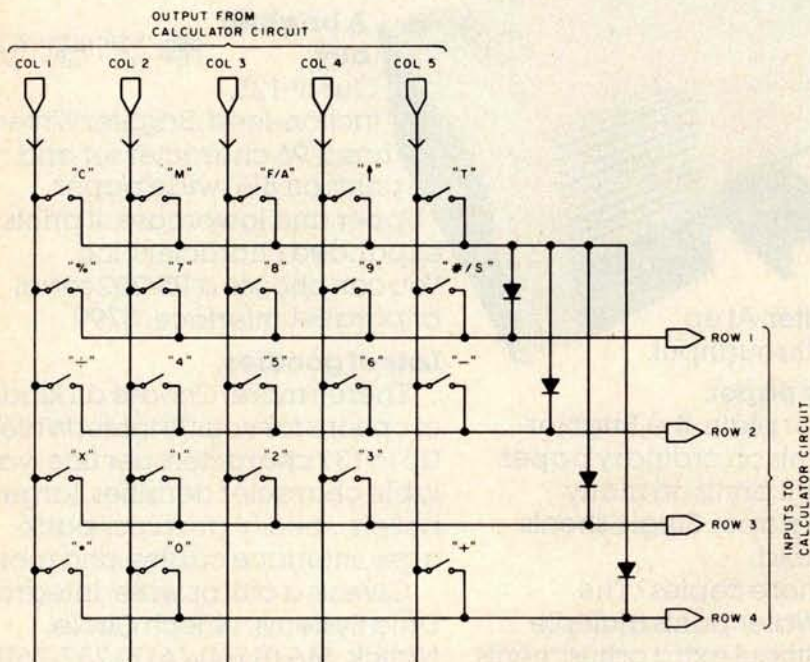 OUTPUT FROM
CALCULATOR CIRCUIT
COL 1 COL 2 COL 3 COL 4 COL 5
"C" "M" F/A" "↑" "T"
"%" "7" "8" "9" #/S
ROW 1
"÷" "4" "5" "6" "-"
ROW 2
"X" "1" "2" "3"
ROW 3
"•" "0" "+"
ROW 4
INPUTS TO
CALCULATOR CIRCUIT